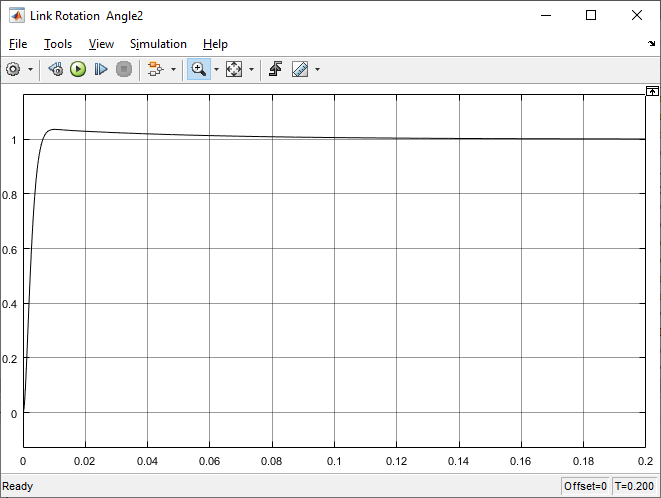 Link Rotation  Angle2
File Tools View Simulation Help
1
0.8
0.6
0.4
0.2
0
0 0.02 0.04 0.06 0.08 0.1 0.12 0.14 0.16 0.18 0.2
Ready Offset=0 T=0.200